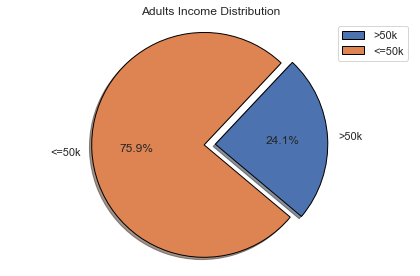 Adults Income Distribution
>50k
<=50k
24.1%
>50k
75.9%
<=50k